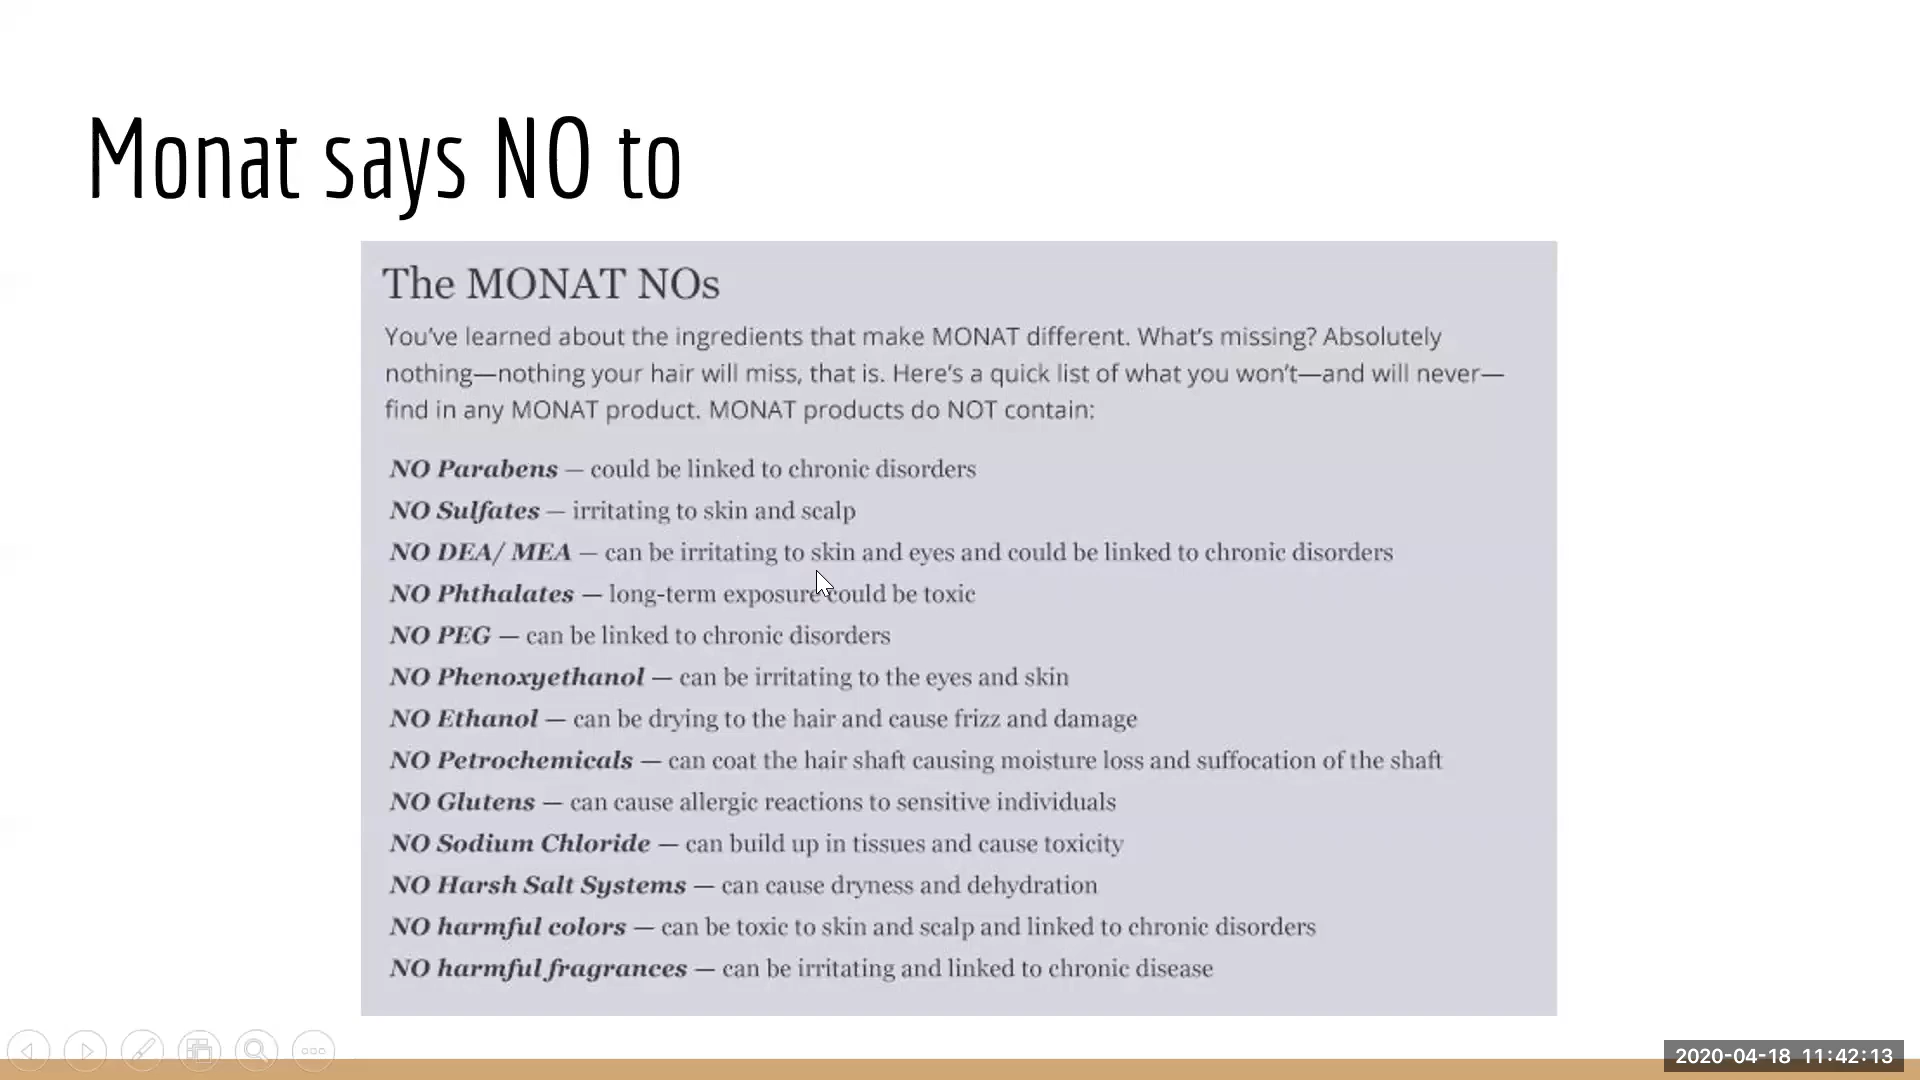 Monat says NO to
The MONAT NOs
You've learned about the ingredients that make MONAT different. What's missing? Absolutely
nothing—nothing your hair will miss, that is. Here's a quick list of what you won't—and will never—
find in any MONAT product. MONAT products do NOT contain:
NO Parabens — could be linked to chronic disorders
NO Sulfates — irritating to skin and scalp
NO DEA/ MEA — can be irritating to skin and eyes and could be linked to chronic disorders
NO Phthalates — long-term exposure could be toxic
NO PEG — can be linked to chronic disorders
NO Phenoxyethanol — can be irritating to the eyes and skin
NO Ethanol — can be drying to the hair and cause frizz and damage
NO Petrochemicals — can coat the hair shaft causing moisture loss and suffocation of the shaft
NO Glutens — can cause allergic reactions to sensitive individuals
NO Sodium Chloride — can build up in tissues and cause toxicity
NO Harsh Salt Systems — can cause dryness and dehydration
NO harmful colors — can be toxic to skin and scalp and linked to chronic disorders
NO harmful fragrances — can be irritating and linked to chronic disease
2020-04-18 11:42:13